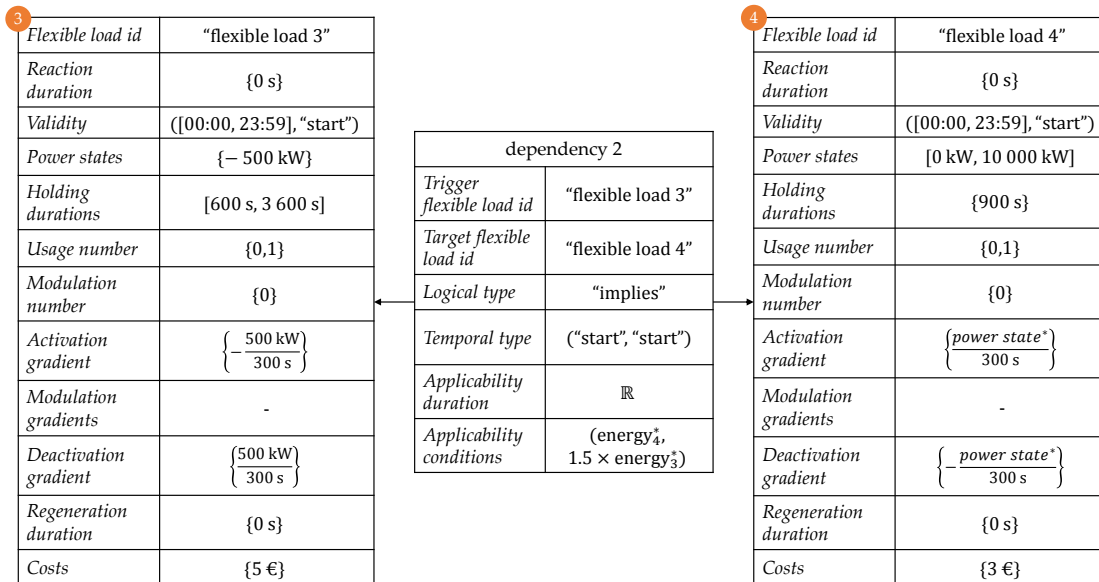 3
Flexible load id “flexible load 3”
Reaction
duration {0 s}
Validity ([00:00, 23:59], “start”)
Power states {− 500 kW}
Holding
durations [600 s, 3 600 s]
Usage number {0,1}
Modulation
number {0}
Activation
gradient {−500 kW/300 s}
Modulation
gradients -
Deactivation
gradient {500 kW/300 s}
Regeneration
duration {0 s}
Costs {5 €}
dependency 2
Trigger
flexible load id “flexible load 3”
Target flexible
load id “flexible load 4”
Logical type “implies”
Temporal type (“start”, “start”)
Applicability
duration ℝ
Applicability
conditions (energy₄*,
1.5 × energ​y₃*)
4
Flexible load id “flexible load 4”
Reaction
duration {0 s}
Validity ([00:00, 23:59], “start”)
Power states [0 kW, 10 000 kW]
Holding
durations {900 s}
Usage number {0,1}
Modulation
number {0}
Activation
gradient {power state*/300 s}
Modulation
gradients -
Deactivation
gradient {−power state*/300 s}
Regeneration
duration {0 s}
Costs {3 €}